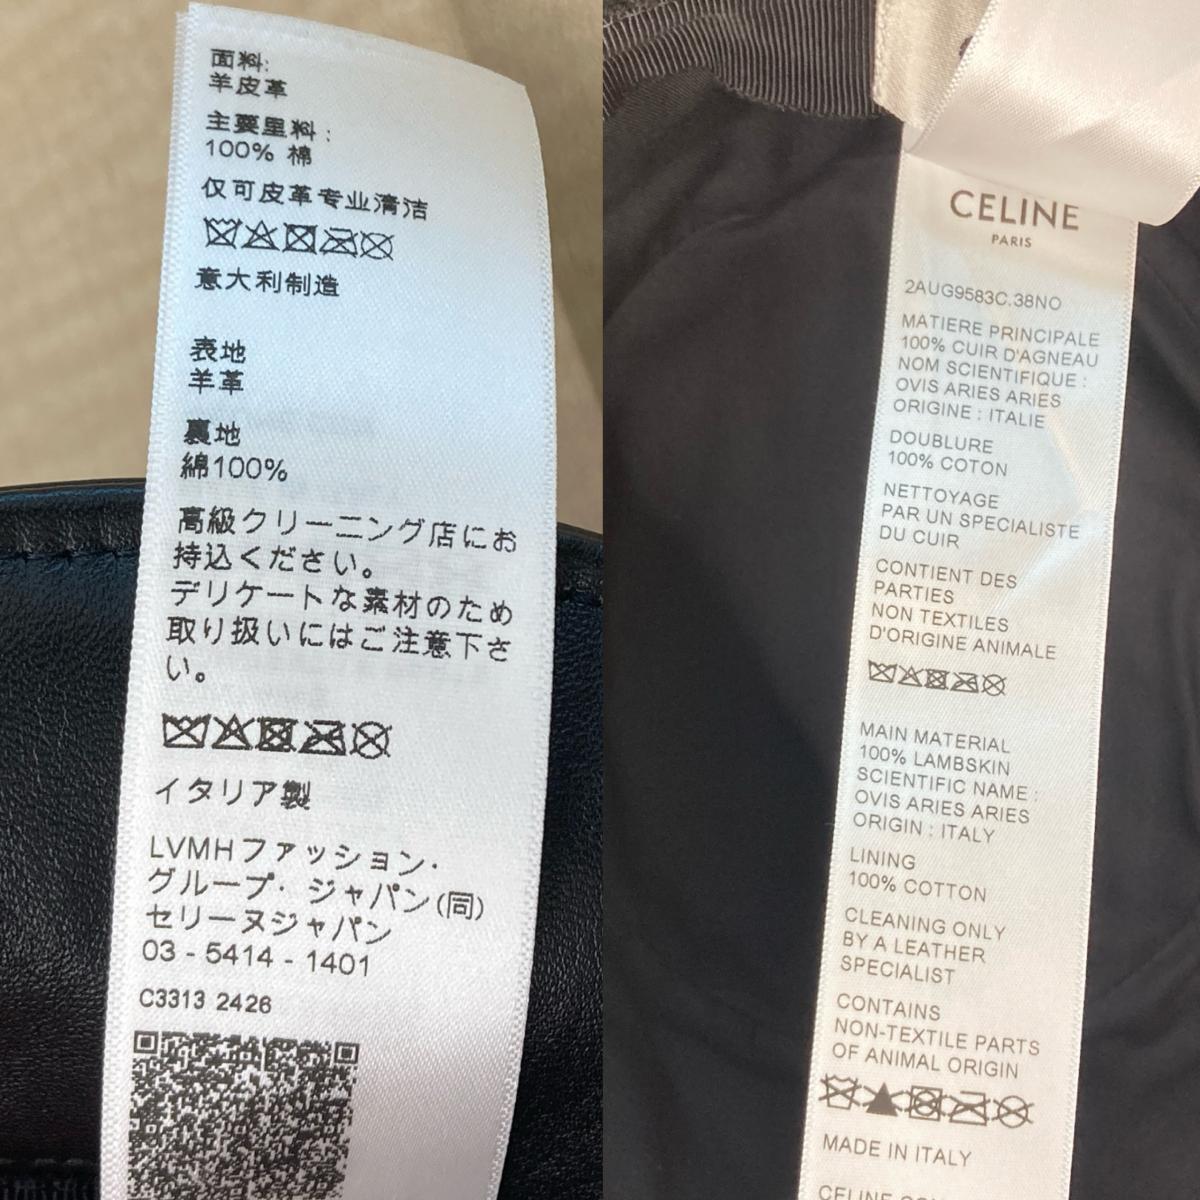 面料:
羊皮革
主要里料:
100% 棉
仅可皮革专业清洁
意大利制造
表地
羊革
裏地
綿100%
高級クリーニング店にお
持込ください。
デリケートな素材のため
取り扱いにはご注意下さ
い。
イタリア製
LVMHファッション・
グループ・ジャパン(同)
セリーヌジャパン
03 - 5414 - 1401
C3313 2426
CELINE
PARIS
2AUG9583C.38NO
MATIERE PRINCIPALE
100% CUIR D'AGNEAU
NOM SCIENTIFIQUE :
OVIS ARIES ARIES
ORIGINE : ITALIE
DOUBLURE
100% COTON
NETTOYAGE
PAR UN SPECIALISTE
DU CUIR
CONTIENT DES
PARTIES
NON TEXTILES
D'ORIGINE ANIMALE
MAIN MATERIAL
100% LAMBSKIN
SCIENTIFIC NAME :
OVIS ARIES ARIES
ORIGIN : ITALY
LINING
100% COTTON
CLEANING ONLY
BY A LEATHER
SPECIALIST
CONTAINS
NON-TEXTILE PARTS
OF ANIMAL ORIGIN
MADE IN ITALY
CELINE